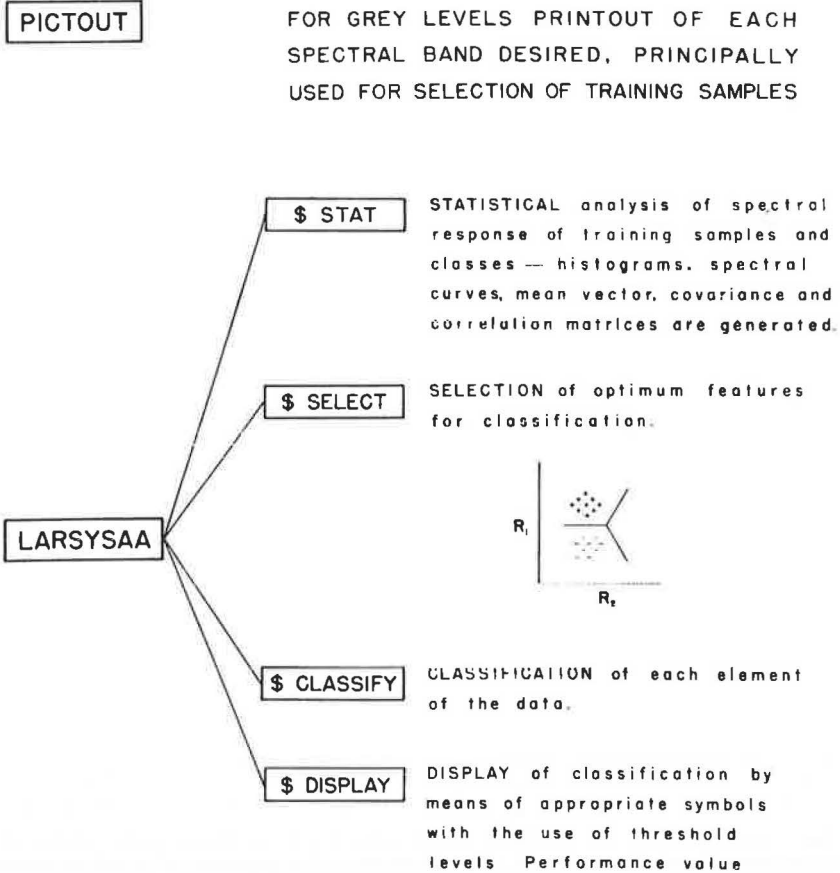 PICTOUT
FOR GREY LEVELS PRINTOUT OF EACH
SPECTRAL BAND DESIRED, PRINCIPALLY
USED FOR SELECTION OF TRAINING SAMPLES
$ STAT
STATISTICAL analysis of spectral
response of training samples and
classes — histograms. spectral
curves, mean vector, covariance and
correlation matrices are generated.
$ SELECT
SELECTION of optimum features
for classification.
R₁
R₂
LARSYSAA
$ CLASSIFY
CLASSIFICATION of each element
of the data.
$ DISPLAY
DISPLAY of classification by
means of appropriate symbols
with the use of threshold
levels Performance value